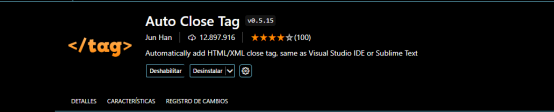 Auto Close Tag v0.5.15
Jun Han 12.897.916 (100)
</tag>
Automatically add HTML/XML close tag, same as Visual Studio IDE or Sublime Text
Deshabilitar Desinstalar
DETALLES CARACTERÍSTICAS REGISTRO DE CAMBIOS